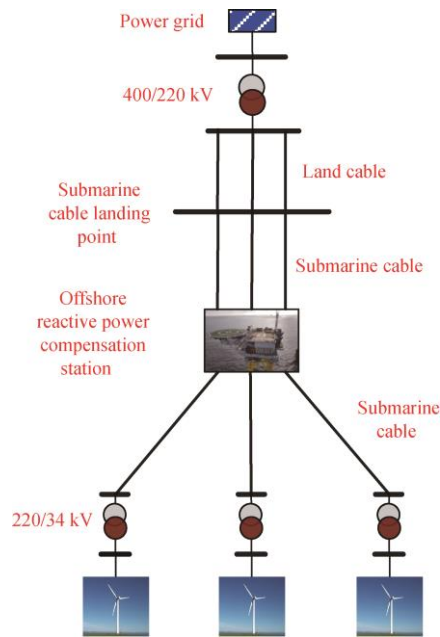 Power grid
400/220 kV
Land cable
Submarine
cable landing
point
Submarine cable
Offshore
reactive power
compensation
station
Submarine
cable
220/34 kV